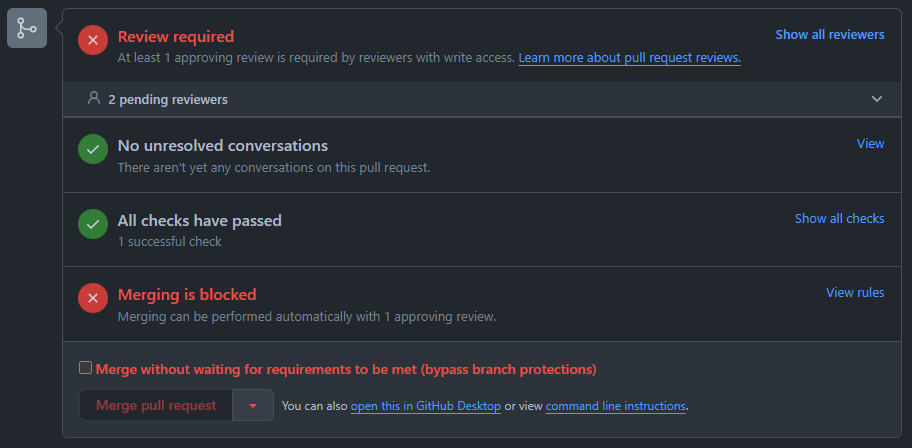 Review required
Show all reviewers
At least 1 approving review is required by reviewers with write access. Learn more about pull request reviews.
2 pending reviewers
No unresolved conversations
View
There aren't yet any conversations on this pull request.
All checks have passed
Show all checks
1 successful check
Merging is blocked
View rules
Merging can be performed automatically with 1 approving review.
Merge without waiting for requirements to be met (bypass branch protections)
Merge pull request
You can also open this in GitHub Desktop or view command line instructions.